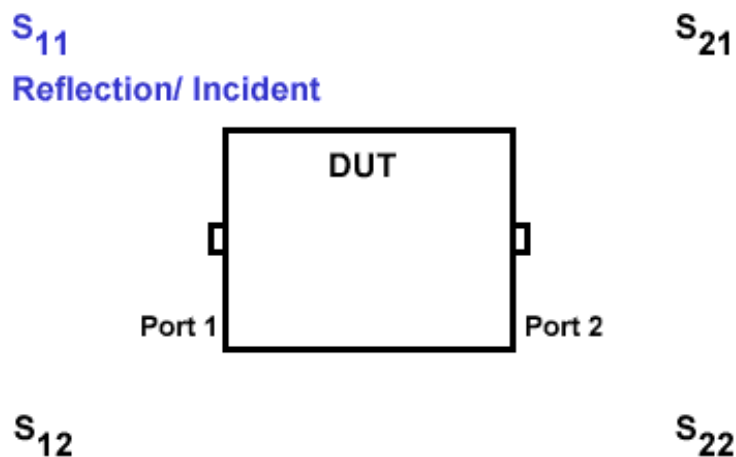 S11 S21
Reflection/ Incident
DUT
Port 1 Port 2
S12 S22